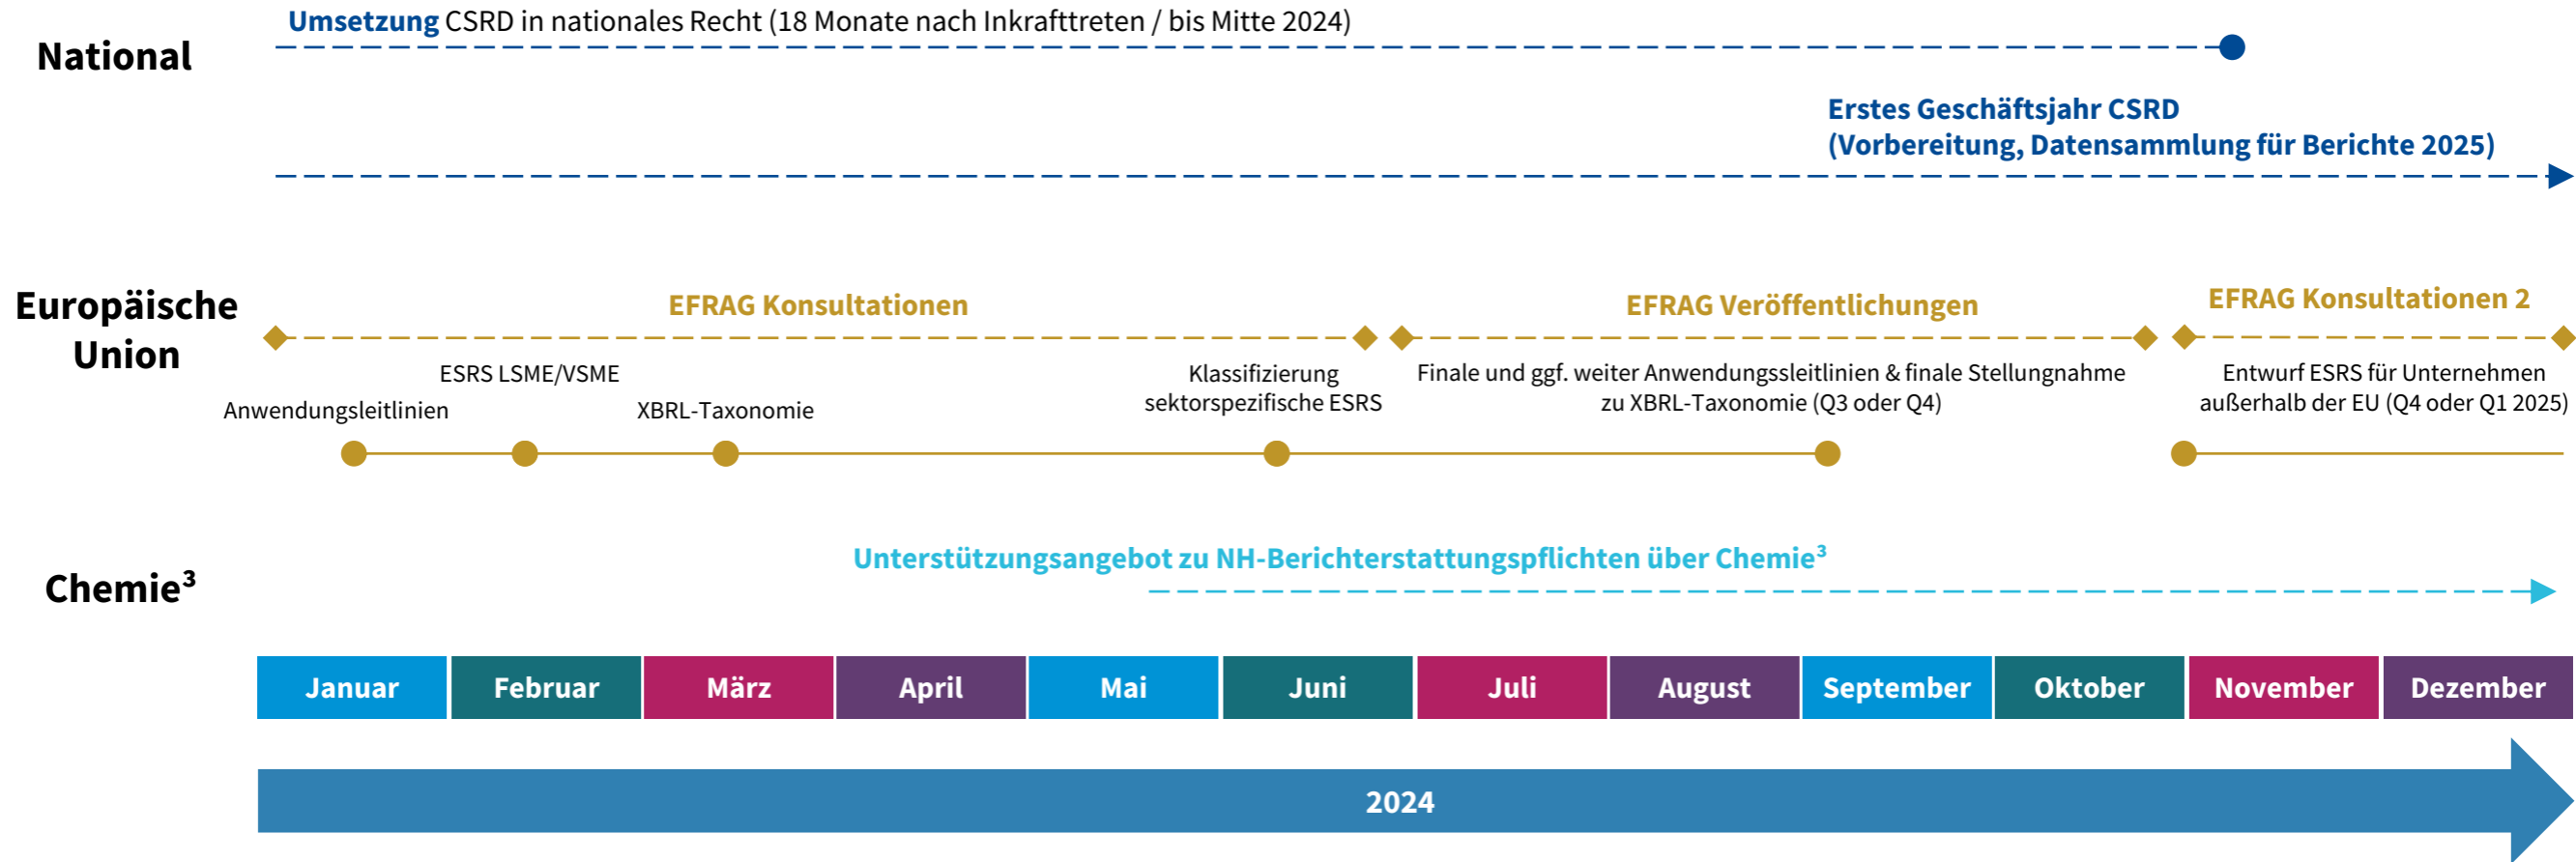 Umsetzung CSRD in nationales Recht (18 Monate nach Inkrafttreten / bis Mitte 2024)
National
Erstes Geschäftsjahr CSRD
(Vorbereitung, Datensammlung für Berichte 2025)
Europäische
Union
EFRAG Konsultationen
EFRAG Veröffentlichungen
EFRAG Konsultationen 2
Anwendungsleitlinien
ESRS LSME/VSME
XBRL-Taxonomie
Klassifizierung
sektorspezifische ESRS
Finale und ggf. weiter Anwendungssleitlinien & finale Stellungnahme
zu XBRL-Taxonomie (Q3 oder Q4)
Entwurf ESRS für Unternehmen
außerhalb der EU (Q4 oder Q1 2025)
Chemie³
Unterstützungsangebot zu NH-Berichterstattungspflichten über Chemie³
Januar
Februar
März
April
Mai
Juni
Juli
August
September
Oktober
November
Dezember
2024